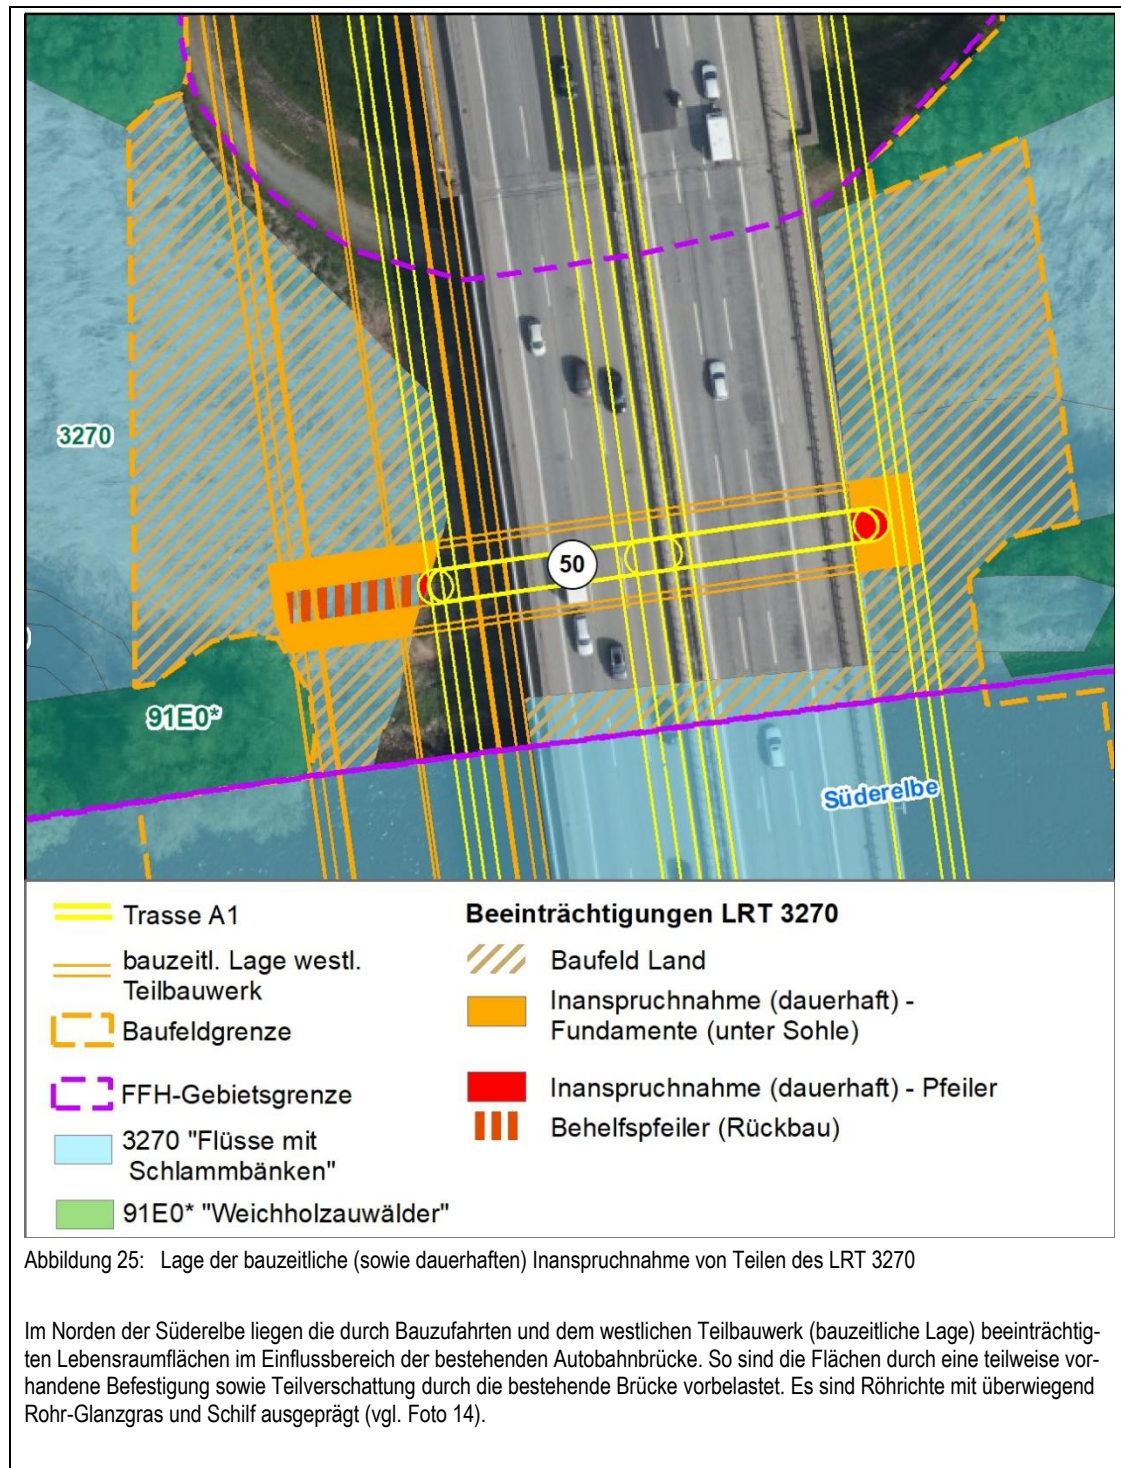 3270
50
91E0*
Süderelbe
Trasse A1
bauzeitl. Lage westl.
Teilbauwerk
Baufeldgrenze
FFH-Gebietsgrenze
3270 "Flüsse mit
Schlammbänken"
91E0* "Weichholzauwälder"
Beeinträchtigungen LRT 3270
Baufeld Land
Inanspruchnahme (dauerhaft) -
Fundamente (unter Sohle)
Inanspruchnahme (dauerhaft) - Pfeiler
Behelfspfeiler (Rückbau)
Abbildung 25: Lage der bauzeitliche (sowie dauerhaften) Inanspruchnahme von Teilen des LRT 3270
Im Norden der Süderelbe liegen die durch Bauzufahrten und dem westlichen Teilbauwerk (bauzeitliche Lage) beeinträchtig-
ten Lebensraumflächen im Einflussbereich der bestehenden Autobahnbrücke. So sind die Flächen durch eine teilweise vor-
handene Befestigung sowie Teilverschattung durch die bestehende Brücke vorbelastet. Es sind Röhrichte mit überwiegend
Rohr-Glanzgras und Schilf ausgeprägt (vgl. Foto 14).